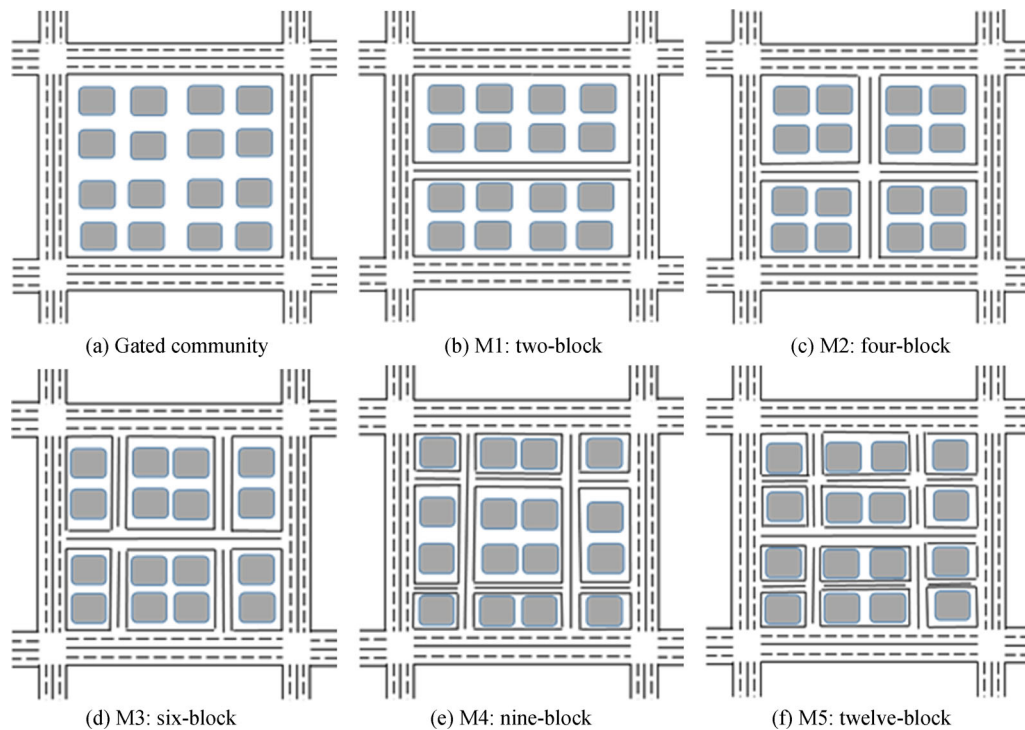 (a) Gated community
(b) M1: two-block
(c) M2: four-block
(d) M3: six-block
(e) M4: nine-block
(f) M5: twelve-block